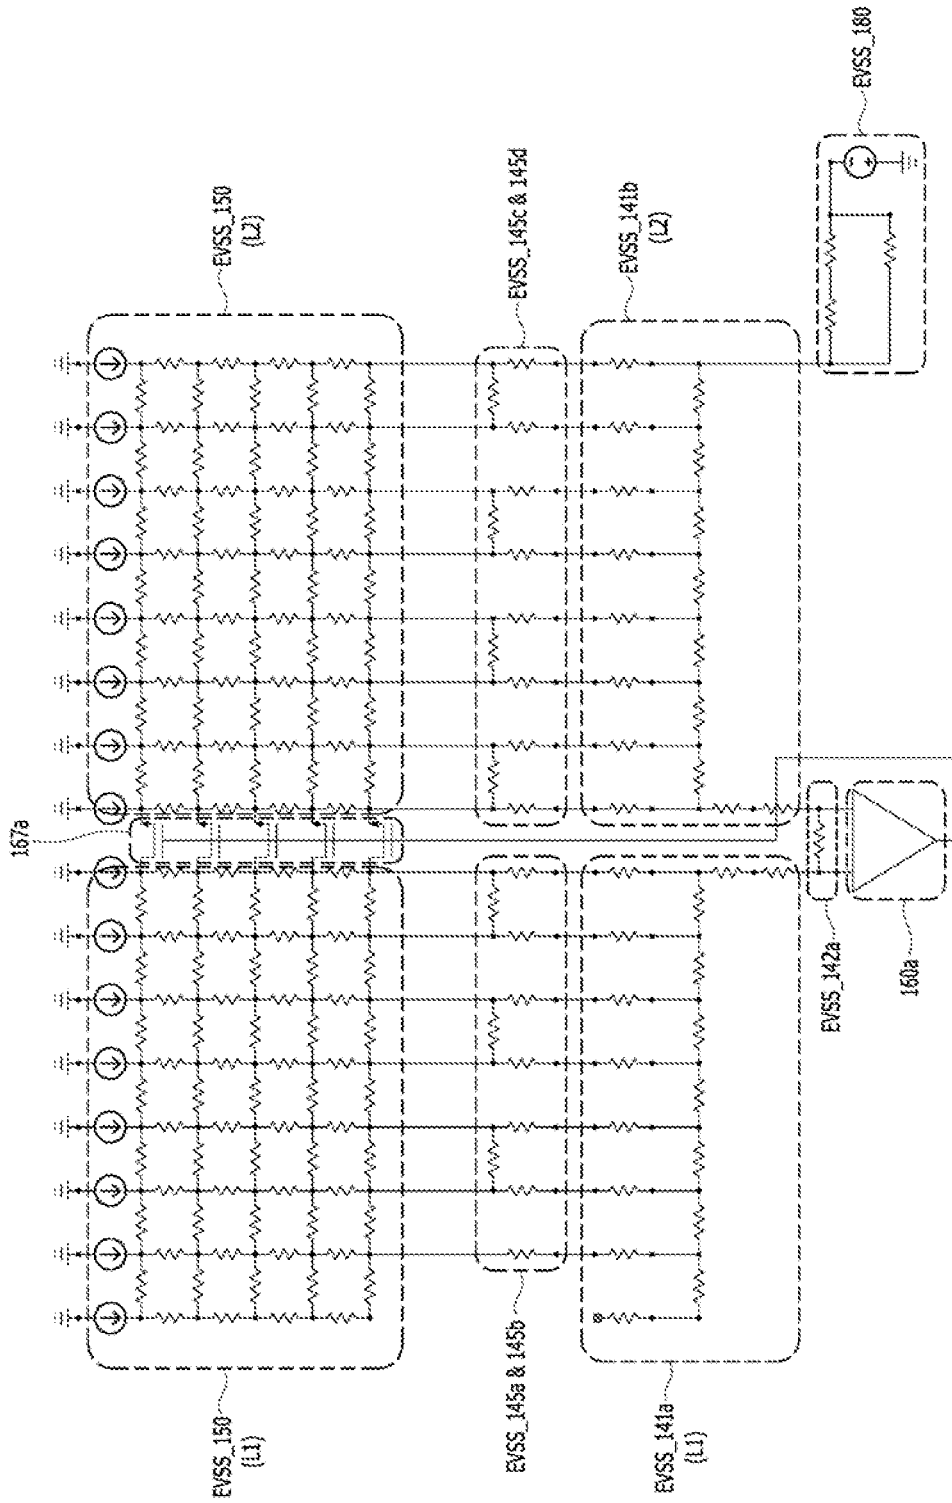 EVSS_150
(L1)
167a
EVSS_150
(L2)
EVSS_145a & 145b
EVSS_145c & 145d
EVSS_141a
(L1)
EVSS_141b
(L2)
EVSS_142a
160a
EVSS_180